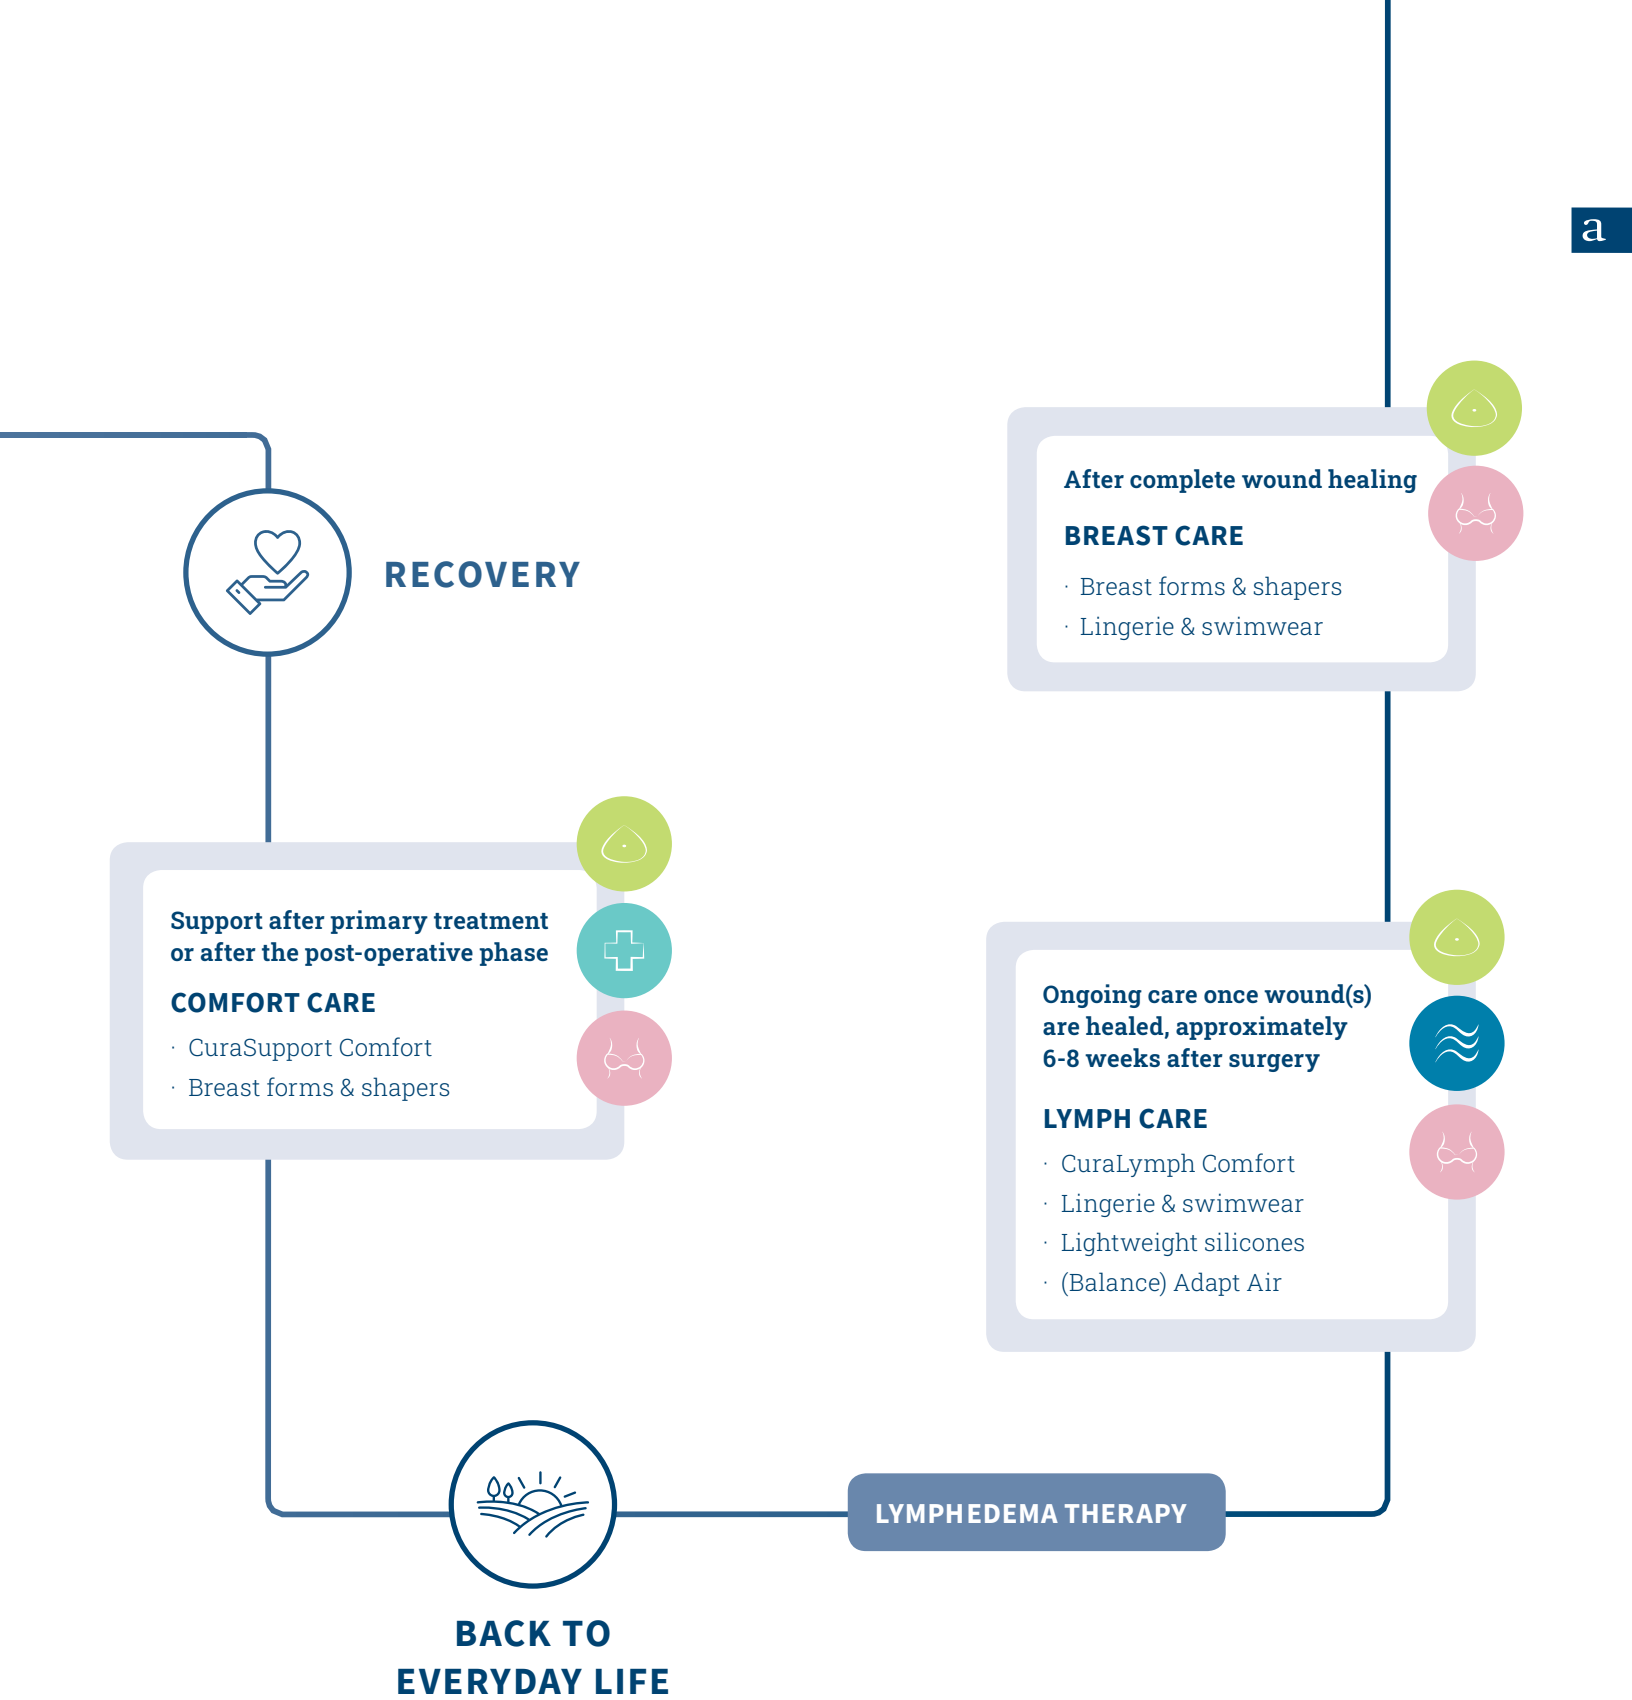 a
RECOVERY
Support after primary treatment
or after the post-operative phase
COMFORT CARE
· CuraSupport Comfort
· Breast forms & shapers
BACK TO
EVERYDAY LIFE
LYMPHEDEMA THERAPY
After complete wound healing
BREAST CARE
· Breast forms & shapers
· Lingerie & swimwear
Ongoing care once wound(s)
are healed, approximately
6-8 weeks after surgery
LYMPH CARE
· CuraLymph Comfort
· Lingerie & swimwear
· Lightweight silicones
· (Balance) Adapt Air